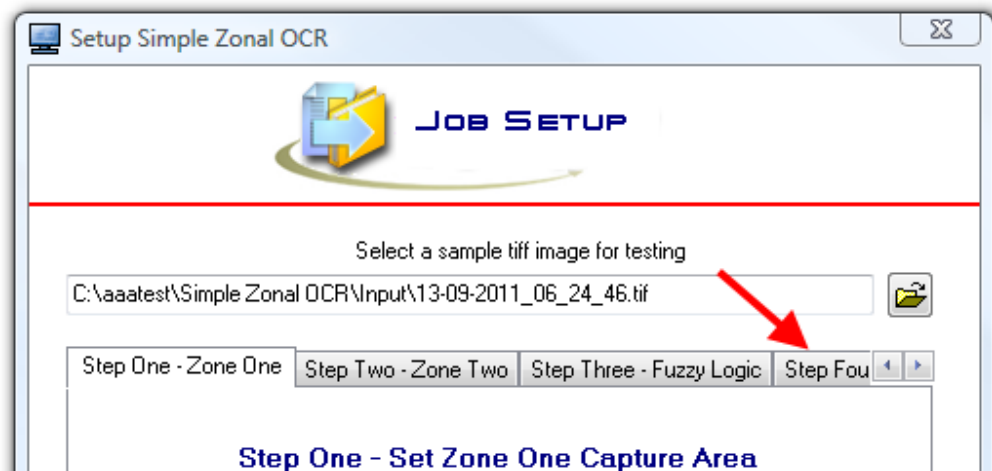 Setup Simple Zonal OCR
JOB SETUP
Select a sample tiff image for testing
C:\aaatest\Simple Zonal OCR\Input\13-09-2011_06_24_46.tif
Step One - Zone One Step Two - Zone Two Step Three - Fuzzy Logic Step Fou
Step One - Set Zone One Capture Area